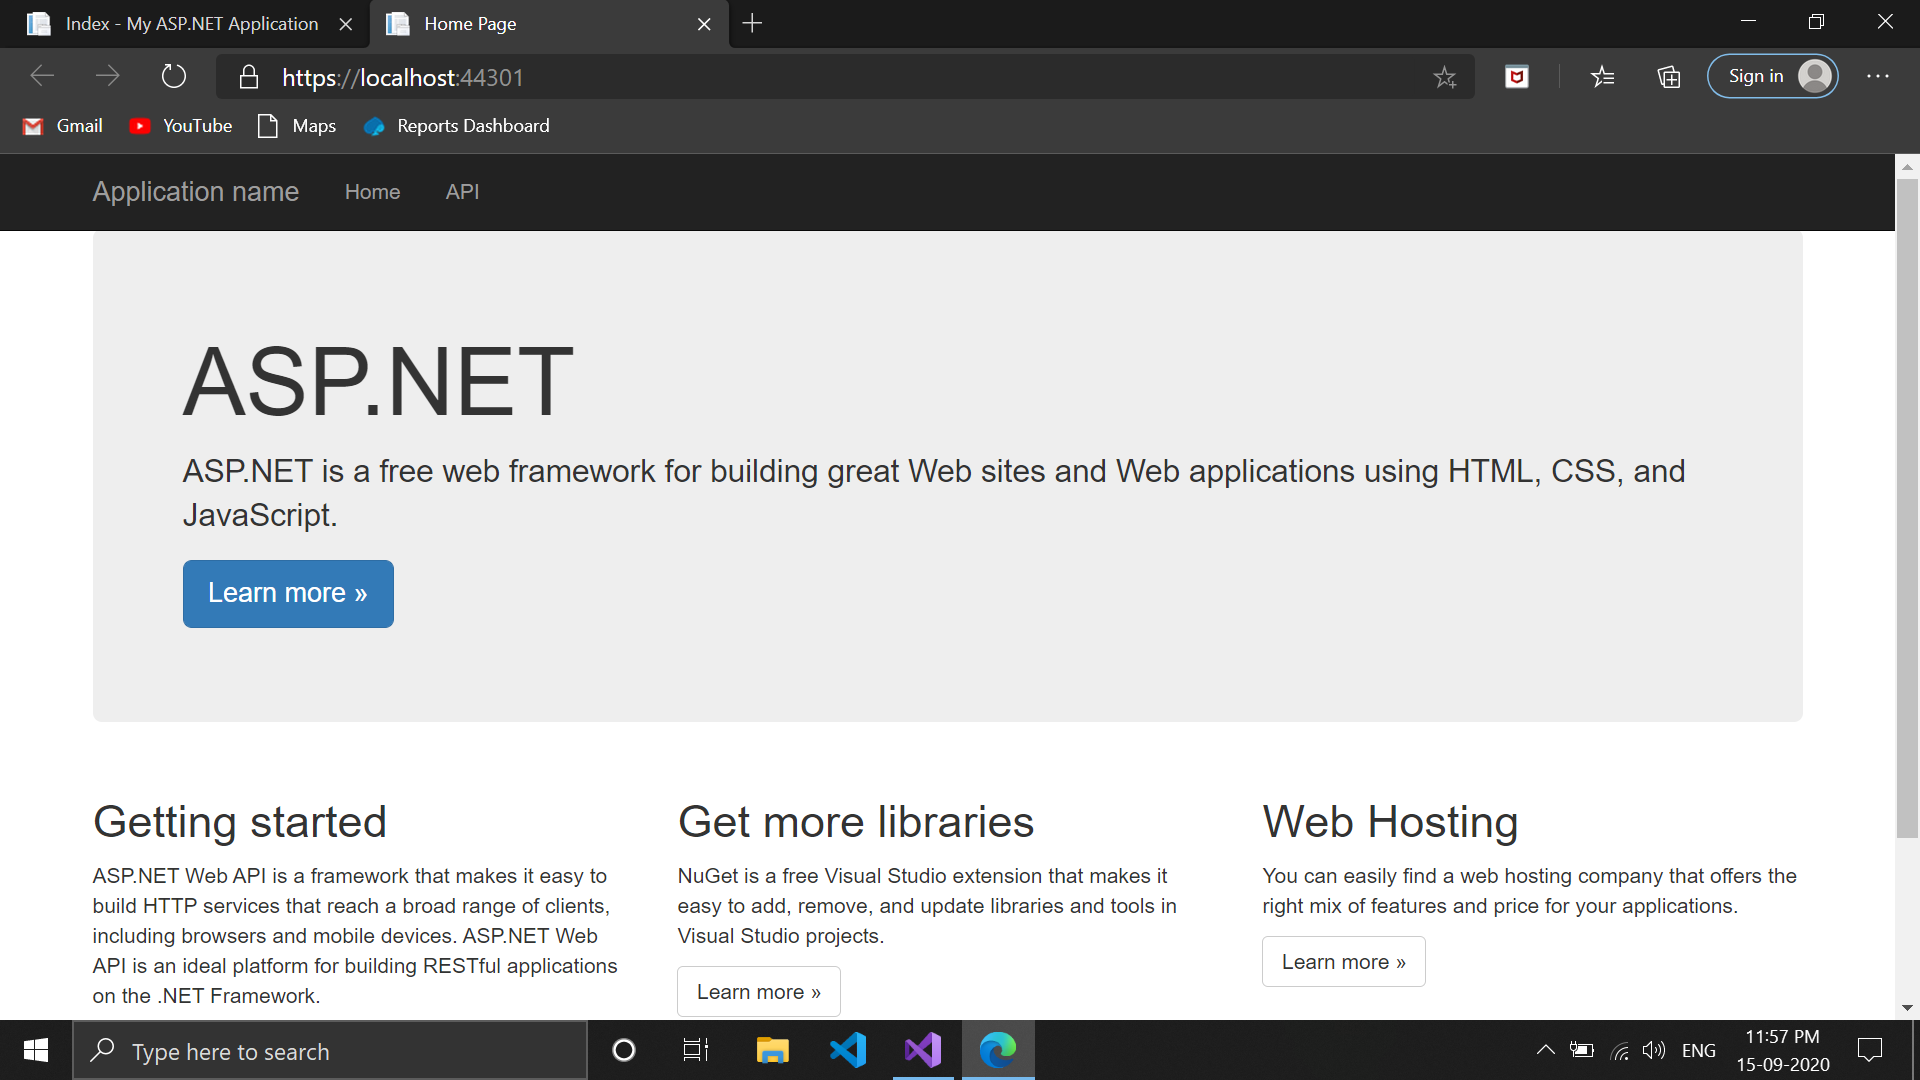 Index - My ASP.NET Application
Home Page
https://localhost:44301
Sign in
Gmail
YouTube
Maps
Reports Dashboard
Application name
Home
API
ASP.NET
ASP.NET is a free web framework for building great Web sites and Web applications using HTML, CSS, and
JavaScript.
Learn more »
Getting started
ASP.NET Web API is a framework that makes it easy to
build HTTP services that reach a broad range of clients,
including browsers and mobile devices. ASP.NET Web
API is an ideal platform for building RESTful applications
on the .NET Framework.
Get more libraries
NuGet is a free Visual Studio extension that makes it
easy to add, remove, and update libraries and tools in
Visual Studio projects.
Learn more »
Web Hosting
You can easily find a web hosting company that offers the
right mix of features and price for your applications.
Learn more »
Type here to search
ENG
11:57 PM
15-09-2020